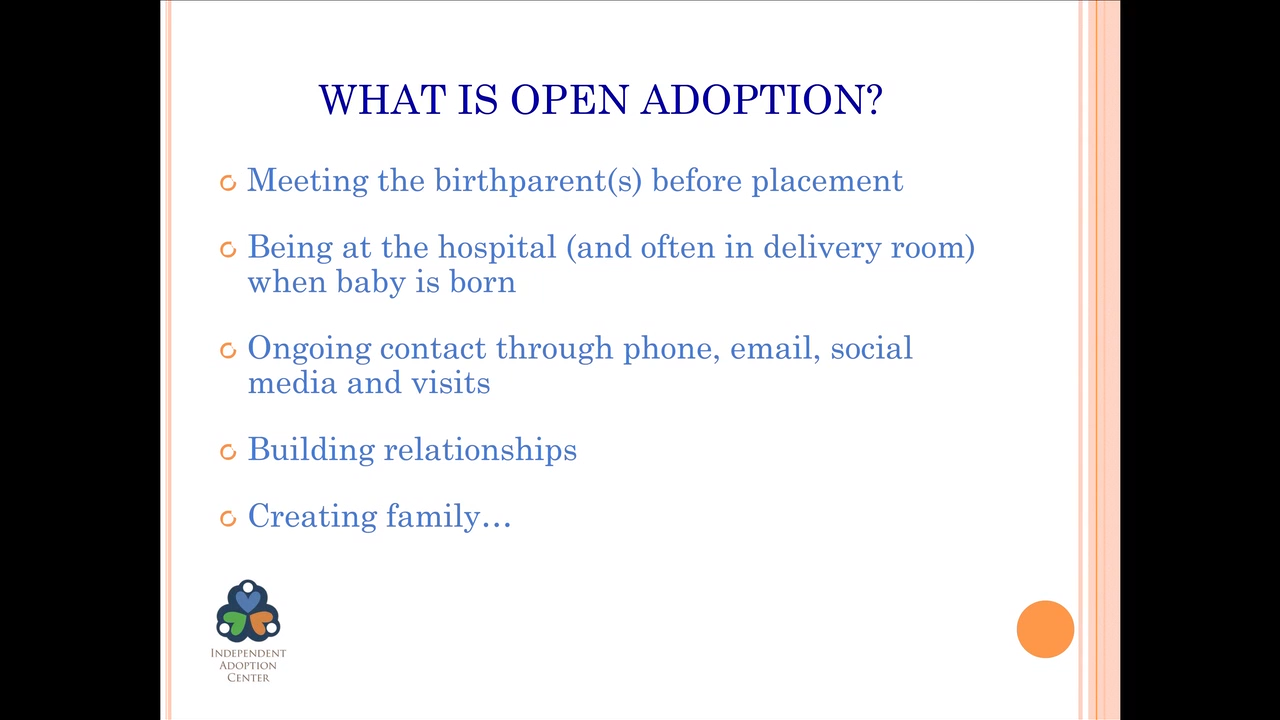 WHAT IS OPEN ADOPTION?
Meeting the birthparent(s) before placement
Being at the hospital (and often in delivery room)
when baby is born
Ongoing contact through phone, email, social
media and visits
Building relationships
Creating family…
INDEPENDENT
ADOPTION
CENTER